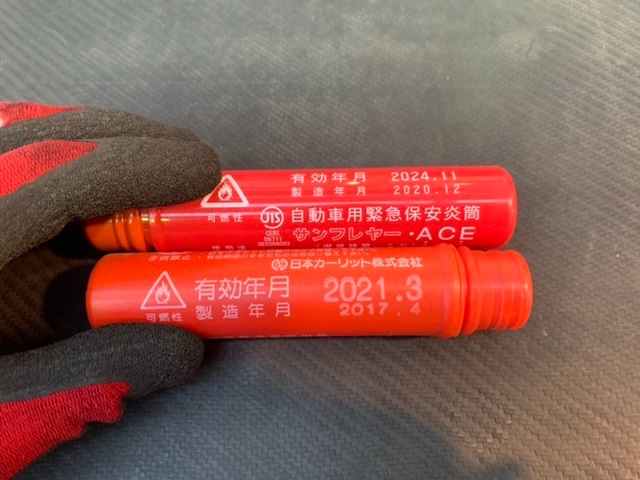 有効年月 2024.11
製造年月 2020.12
可燃性
JIS
自動車用緊急保安炎筒
サンフレヤー・ACE
日本カーリット株式会社
有効年月 2021.3
製造年月 2017.4
可燃性